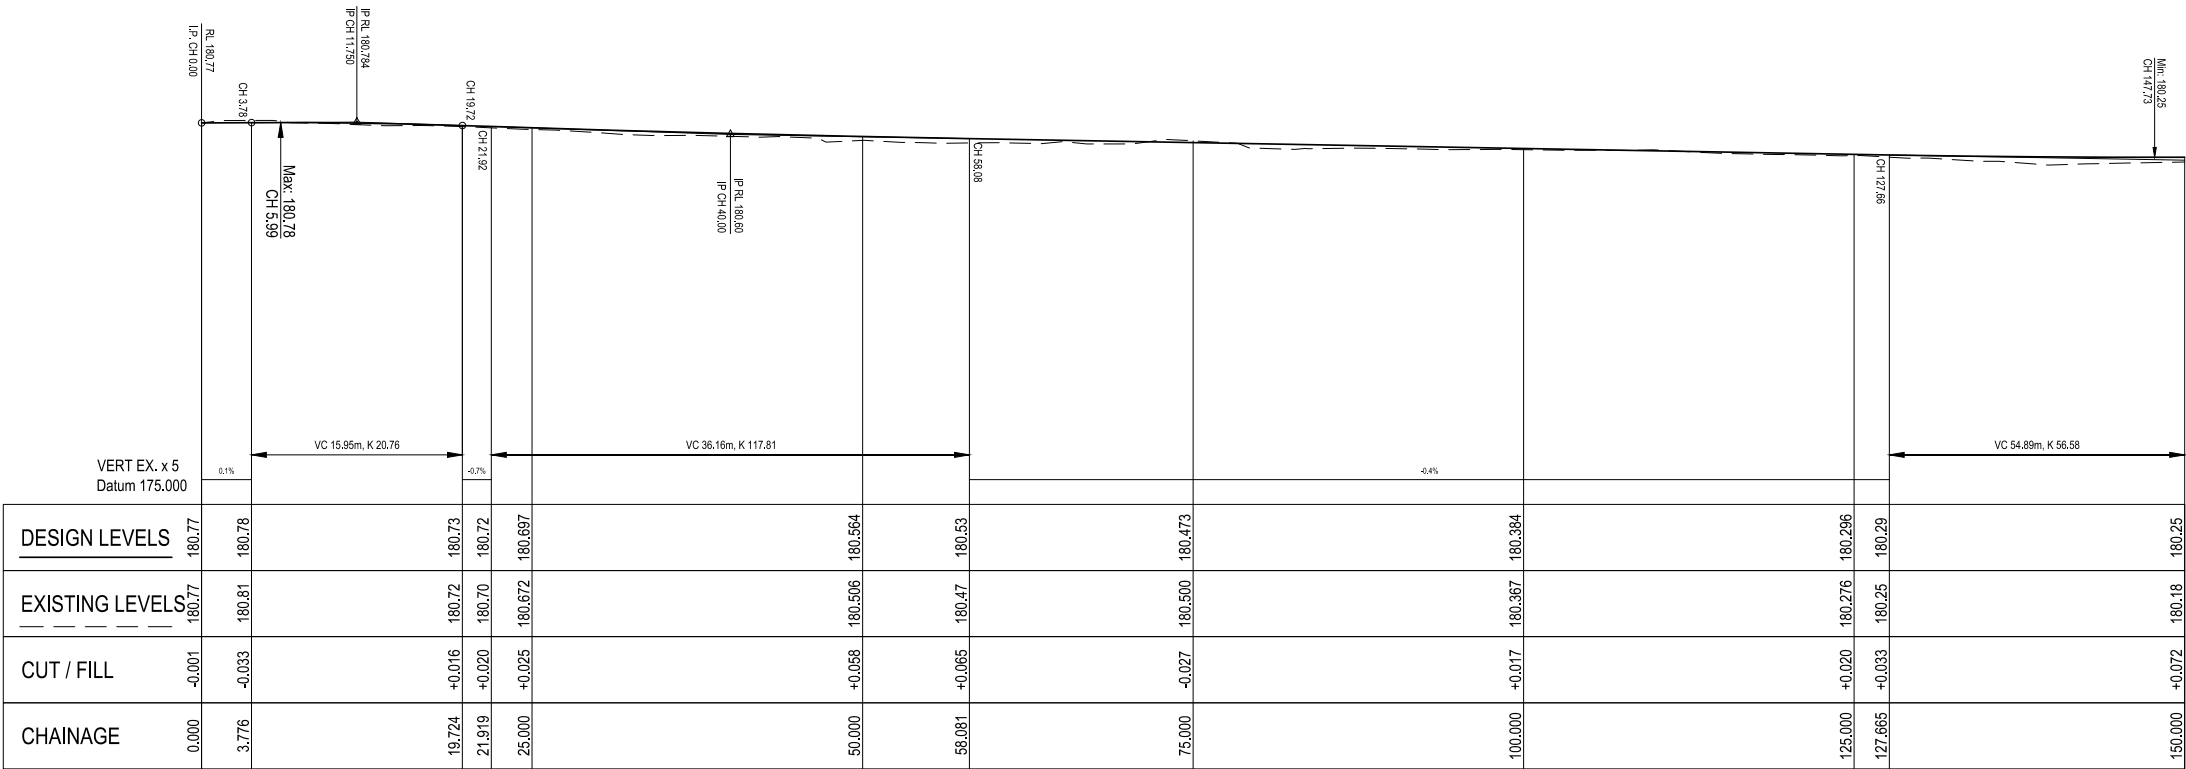 RL 180.77
I.P. CH 0.00
CH 3.78
IP RL 180.784
IP CH 11.750
CH 19.72
CH 21.92
Max: 180.78
CH 5.99
IP RL 180.60
IP CH 40.00
CH 58.08
CH 127.66
Min: 180.25
CH 147.73
VC 15.95m, K 20.76
VC 36.16m, K 117.81
VC 54.89m, K 56.58
VERT EX. x 5
Datum 175.000
0.1%
-0.7%
-0.4%
DESIGN LEVELS 180.77 180.78 180.73 180.72 180.697 180.564 180.53 180.473 180.384 180.296 180.29 180.25
EXISTING LEVELS 180.77 180.81 180.72 180.70 180.672 180.506 180.47 180.500 180.367 180.276 180.25 180.18
CUT / FILL -0.001 -0.033 +0.016 +0.020 +0.025 +0.058 +0.065 -0.027 +0.017 +0.020 +0.033 +0.072
CHAINAGE 0.000 3.776 19.724 21.919 25.000 50.000 58.081 75.000 100.000 125.000 127.665 150.000